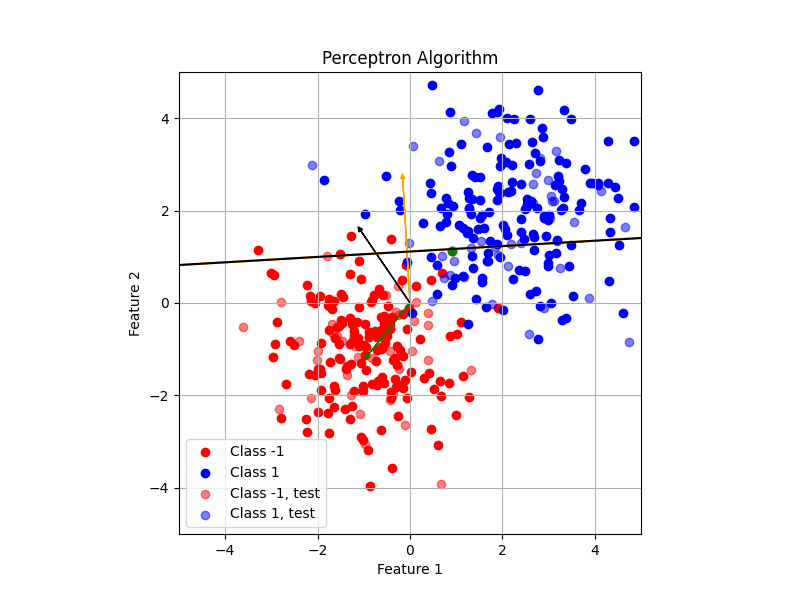 Perceptron Algorithm
4
2
0
−2
−4
Feature 2
−4
−2
0
2
4
Feature 1
Class -1
Class 1
Class -1, test
Class 1, test